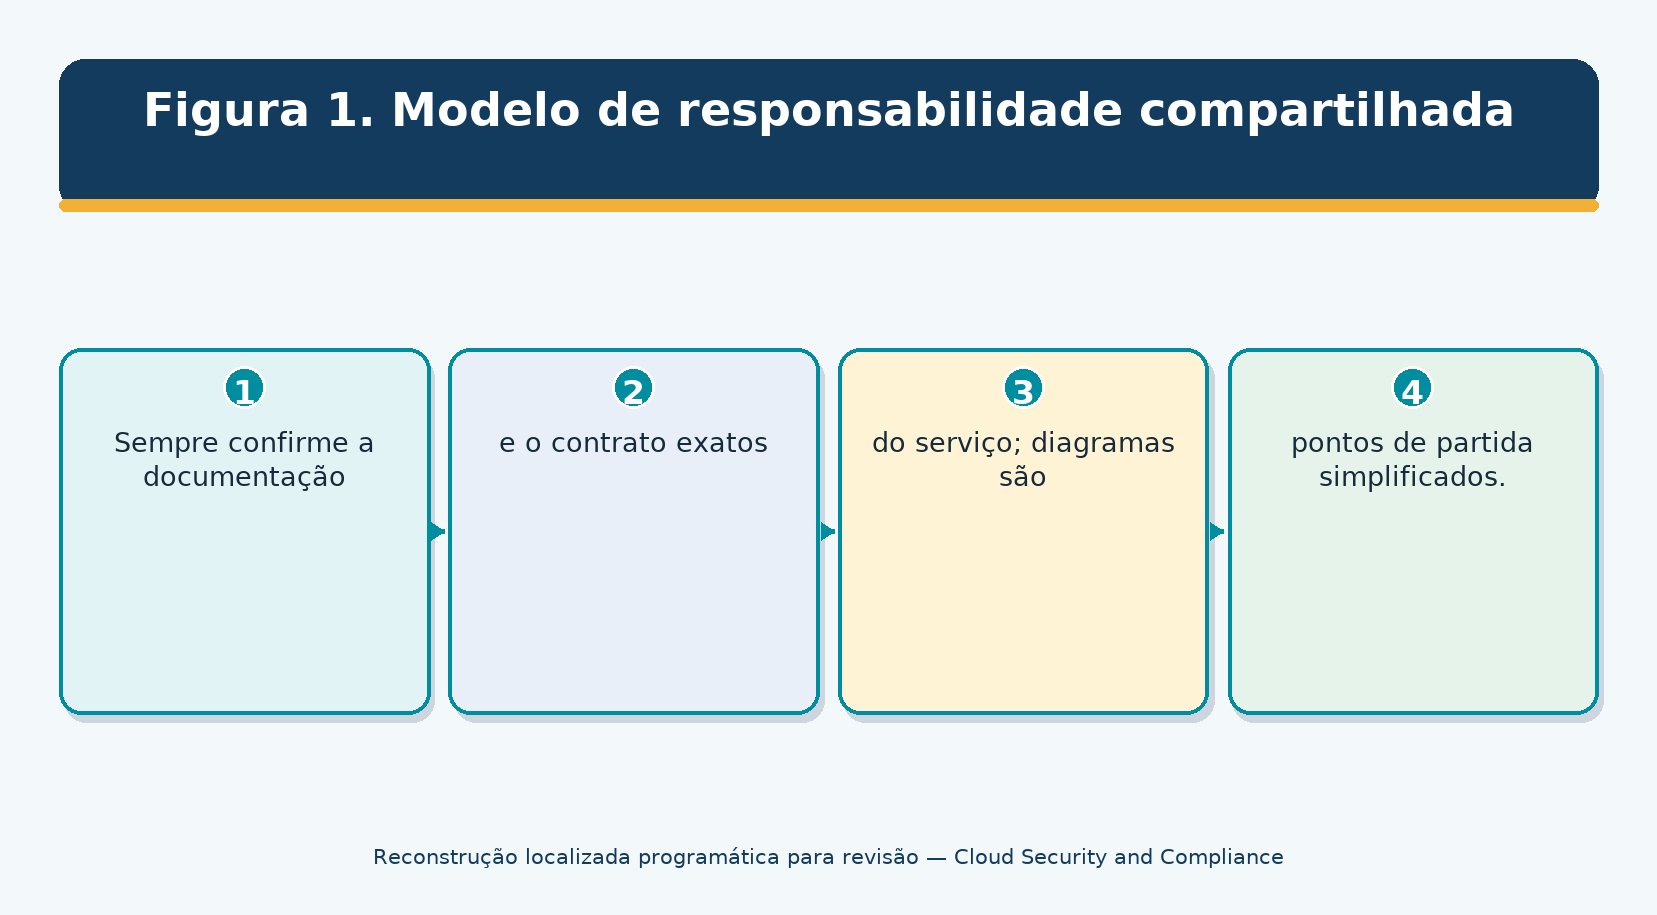 Figura 1. Modelo de responsabilidade compartilhada
1
Sempre confirme a
documentação
2
e o contrato exatos
3
do serviço; diagramas
são
4
pontos de partida
simplificados.
Reconstrução localizada programática para revisão — Cloud Security and Compliance